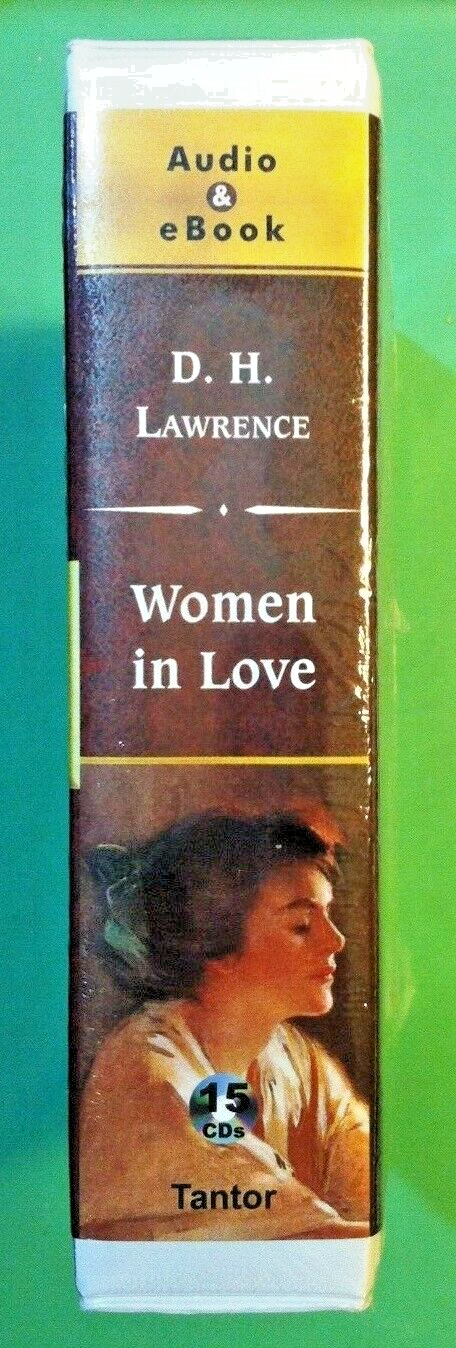 Audio
&
eBook
D. H.
LAWRENCE
Women
in Love
15
CDs
Tantor